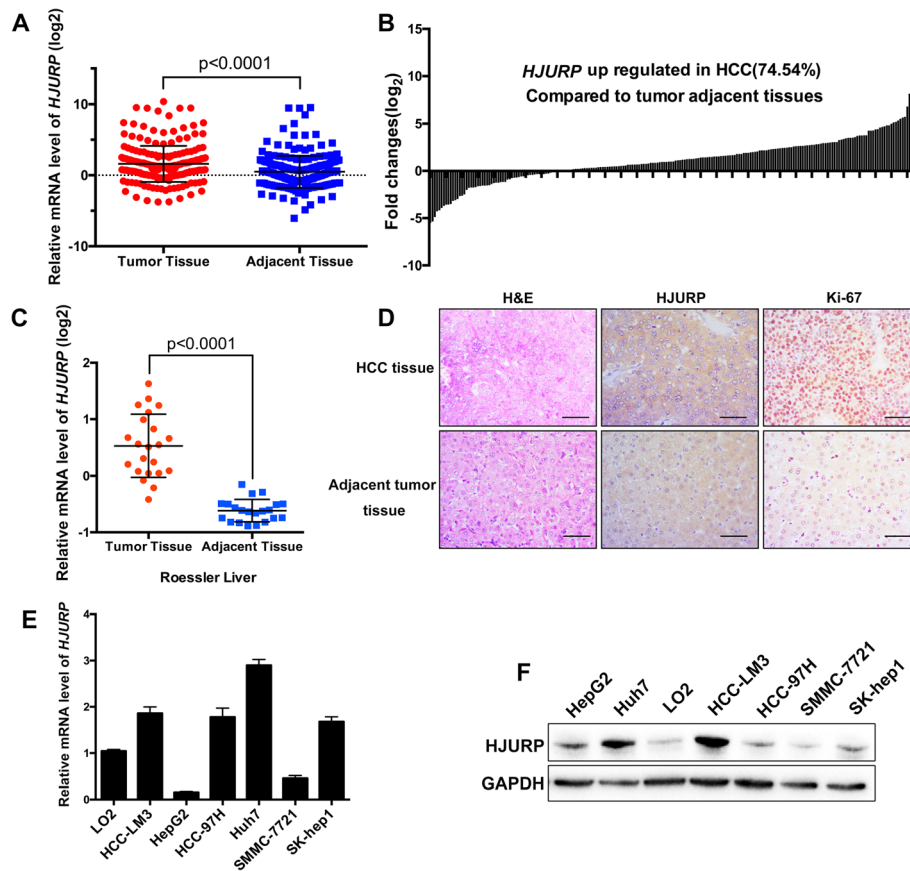 A
Relative mRNA level of HJURP (log2)
p<0.0001
10
0
-10
Tumor Tissue
Adjacent Tissue
B
Fold changes(log2)
15
10
5
0
-5
-10
HJURP up regulated in HCC(74.54%)
Compared to tumor adjacent tissues
C
Relative mRNA level of HJURP (log2)
p<0.0001
2
1
0
-1
Tumor Tissue
Adjacent Tissue
Roessler Liver
D
H&E
HJURP
Ki-67
HCC tissue
Adjacent tumor
tissue
E
Relative mRNA level of HJURP
4
3
2
1
0
LO2
HCC-LM3
HepG2
HCC-97H
Huh7
SMMC-7721
SK-hep1
F
HepG2
Huh7
LO2
HCC-LM3
HCC-97H
SMMC-7721
SK-hep1
HJURP
GAPDH